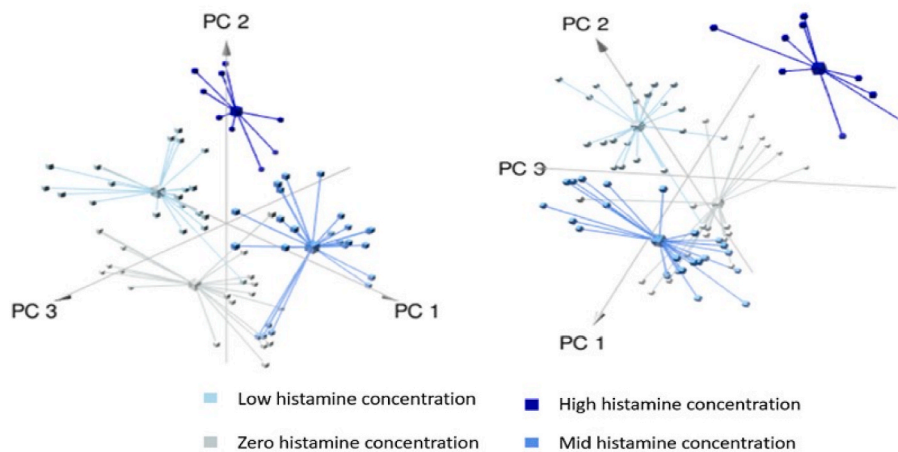 PC 2
PC 3
PC 1
PC 2
PC 3
PC 1
Low histamine concentration
High histamine concentration
Zero histamine concentration
Mid histamine concentration